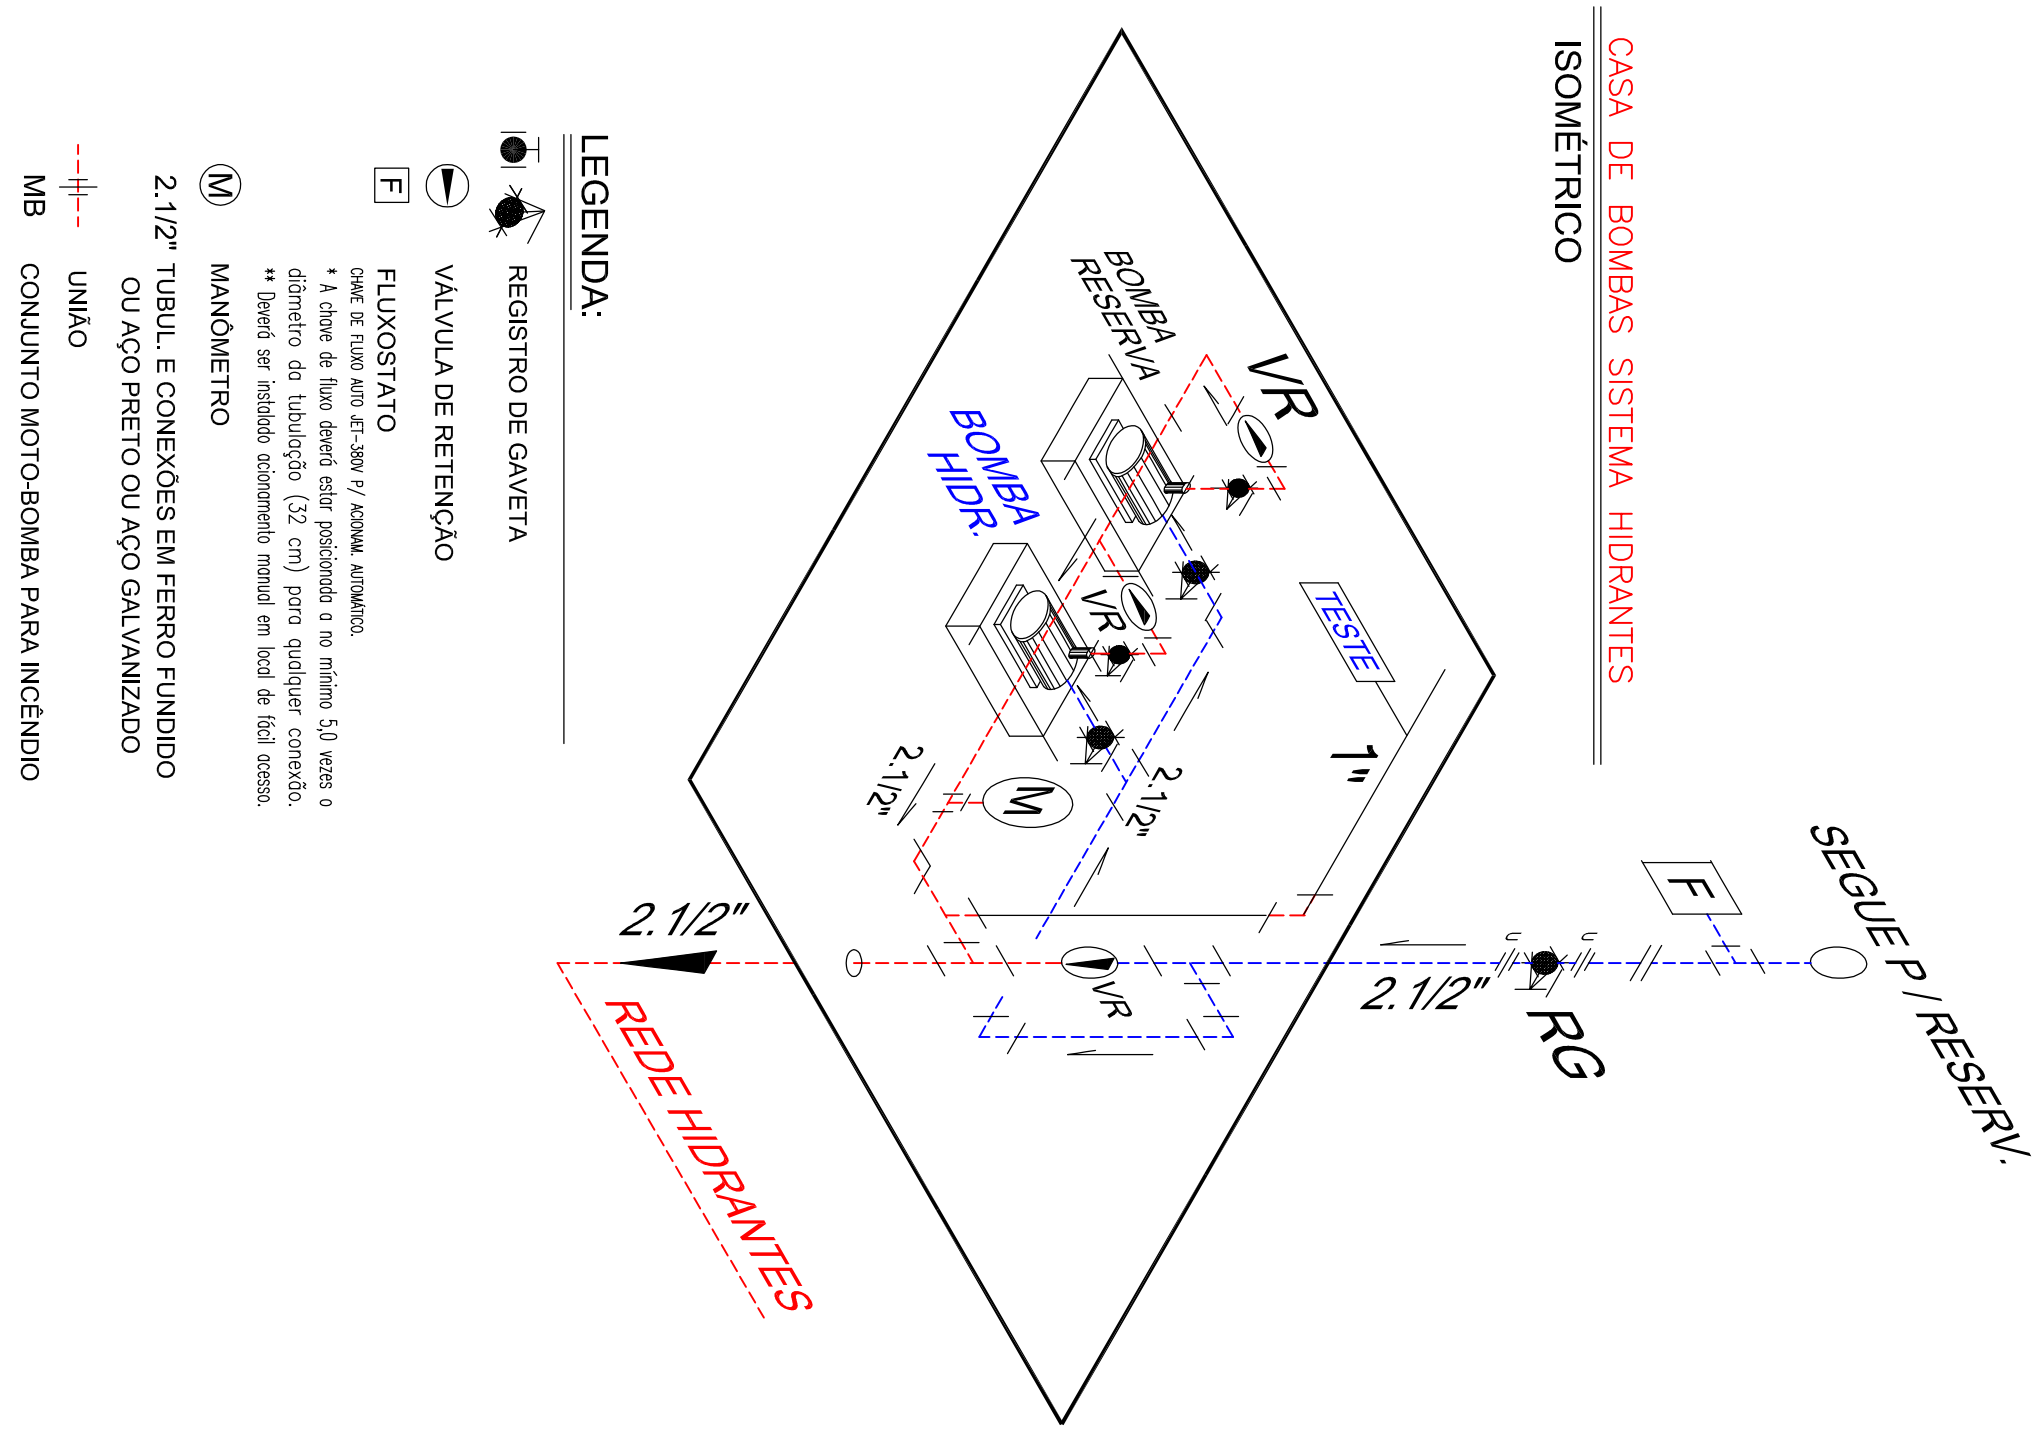 CASA DE BOMBAS SISTEMA HIDRANTES
ISOMÉTRICO
SEGUE P / RESERV.
F
RG
2.1/2"
1"
TESTE
VR
BOMBA
RESERVA
VR
BOMBA
HIDR.
2.1/2"
M
2.1/2"
VR
2.1/2"
REDE HIDRANTES
LEGENDA:
REGISTRO DE GAVETA
VÁLVULA DE RETENÇÃO
F FLUXOSTATO
CHAVE DE FLUXO AUTO JET-380V P/ ACIONAM. AUTOMÁTICO.
* A chave de fluxo deverá estar posicionda a no mínimo 5,0 vezes o
diâmetro da tubulação (32 cm) para qualquer conexão.
** Deverá ser instalado acionamento manual em local de fácil acesso.
M MANÔMETRO
2.1/2" TUBUL. E CONEXÕES EM FERRO FUNDIDO
OU AÇO PRETO OU AÇO GALVANIZADO
UNIÃO
MB CONJUNTO MOTO-BOMBA PARA INCÊNDIO